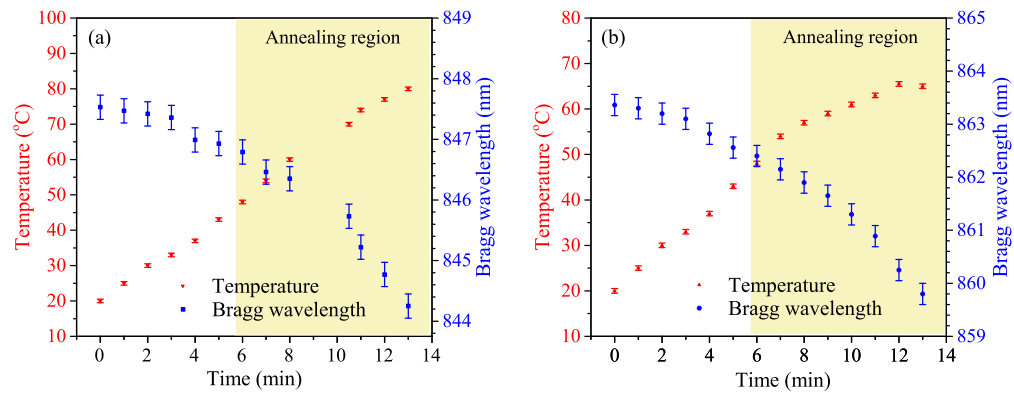 (a)
Annealing region
Temperature (°C)
100
90
80
70
60
50
40
30
20
10
849
848
847
846
845
844
Bragg wavelength (nm)
Temperature
Bragg wavelength
0 2 4 6 8 10 12 14
Time (min)
(b)
Annealing region
Temperature (°C)
80
70
60
50
40
30
20
10
865
864
863
862
861
860
859
Bragg wavelength (nm)
Temperature
Bragg wavelength
0 2 4 6 8 10 12 14
Time (min)